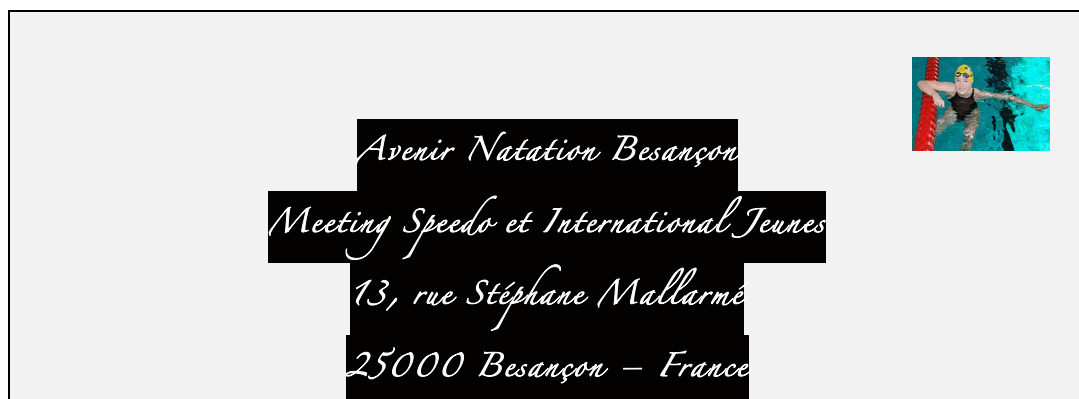 Avenir Natation Besançon
Meeting Speedo et International Jeunes
13, rue Stéphane Mallarmé
25000 Besançon – France